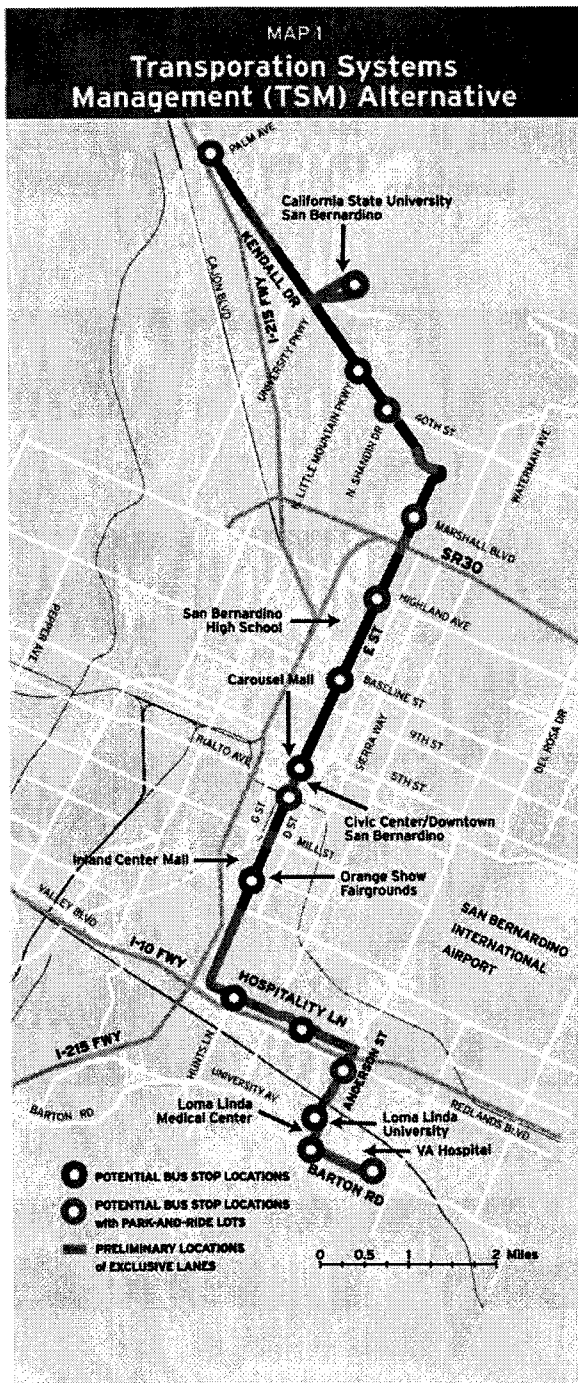 MAP 1
Transporation Systems
Management (TSM) Alternative
PALM AVE
California State University
San Bernardino
KENDALL DR
I-215 FWY
CAJON BLVD
UNIVERSITY PKWY
LITTLE MOUNTAIN PKWY
N. SHANDIN DR
40TH ST
WATERMAN AVE
MARSHALL BLVD
SR30
HIGHLAND AVE
San Bernardino
High School
E ST
PEPPER AVE
Carousel Mall
BASELINE ST
SIERRA WAY
9TH ST
DEL ROSA DR
RIALTO AVE
5TH ST
G ST
D ST
MILL ST
Civic Center/Downtown
San Bernardino
Inland Center Mall
Orange Show
Fairgrounds
VALLEY BLVD
I-10 FWY
SAN BERNARDINO
INTERNATIONAL
AIRPORT
HOSPITALITY LN
I-215 FWY
HUNTS LN
ANDERSON ST
UNIVERSITY AV
REDLANDS BLVD
BARTON RD
Loma Linda
Medical Center
Loma Linda
University
VA Hospital
BARTON RD
POTENTIAL BUS STOP LOCATIONS
POTENTIAL BUS STOP LOCATIONS
with PARK-AND-RIDE LOTS
PRELIMINARY LOCATIONS
of EXCLUSIVE LANES
0 0.5 1 2 Miles